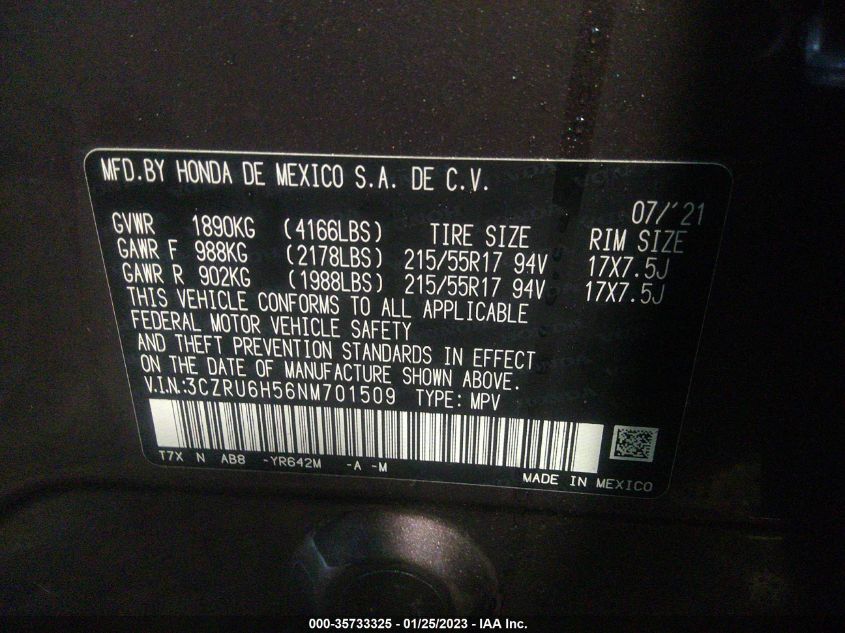 MFD.BY HONDA DE MEXICO S.A. DE C.V.
07/'21
GVWR 1890KG (4166LBS) TIRE SIZE RIM SIZE
GAWR F 988KG (2178LBS) 215/55R17 94V 17X7.5J
GAWR R 902KG (1988LBS) 215/55R17 94V 17X7.5J
THIS VEHICLE CONFORMS TO ALL APPLICABLE
FEDERAL MOTOR VEHICLE SAFETY
AND THEFT PREVENTION STANDARDS IN EFFECT
ON THE DATE OF MANUFACTURE SHOWN ABOVE.
V.I.N.:3CZRU6H56NM701509 TYPE: MPV
T7X N AB8 -YR642M -A -M
MADE IN MEXICO
000-35733325 - 01/25/2023 - IAA Inc.